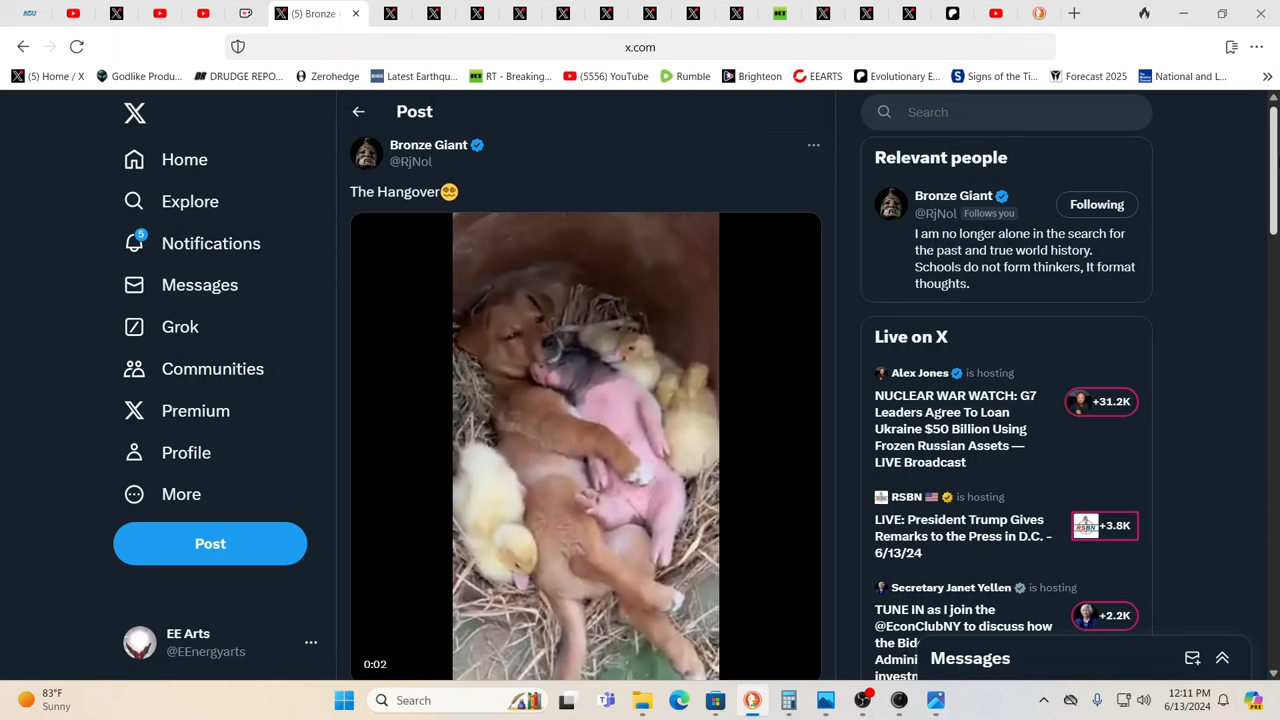 (5) Bronze G
x.com
(5) Home / X
Godlike Produ...
DRUDGE REPO...
Zerohedge
Latest Earthqu...
RT - Breaking...
(5556) YouTube
Rumble
Brighteon
EEARTS
Evolutionary E...
Signs of the Ti...
Forecast 2025
National and L...
Post
Search
Bronze Giant
@RjNol
The Hangover
Home
Explore
5
Notifications
Messages
Grok
Communities
Premium
Profile
More
Post
EE Arts
@EEnergyarts
0:02
Relevant people
Bronze Giant
@RjNol Follows you
Following
I am no longer alone in the search for
the past and true world history.
Schools do not form thinkers, It format
thoughts.
Live on X
Alex Jones is hosting
NUCLEAR WAR WATCH: G7
Leaders Agree To Loan
Ukraine $50 Billion Using
Frozen Russian Assets —
LIVE Broadcast
+31.2K
RSBN is hosting
LIVE: President Trump Gives
Remarks to the Press in D.C. -
6/13/24
+3.8K
Secretary Janet Yellen is hosting
TUNE IN as I join the
@EconClubNY to discuss how
the Bid
Admini
investm
+2.2K
Messages
83°F
Sunny
Search
12:11 PM
6/13/2024